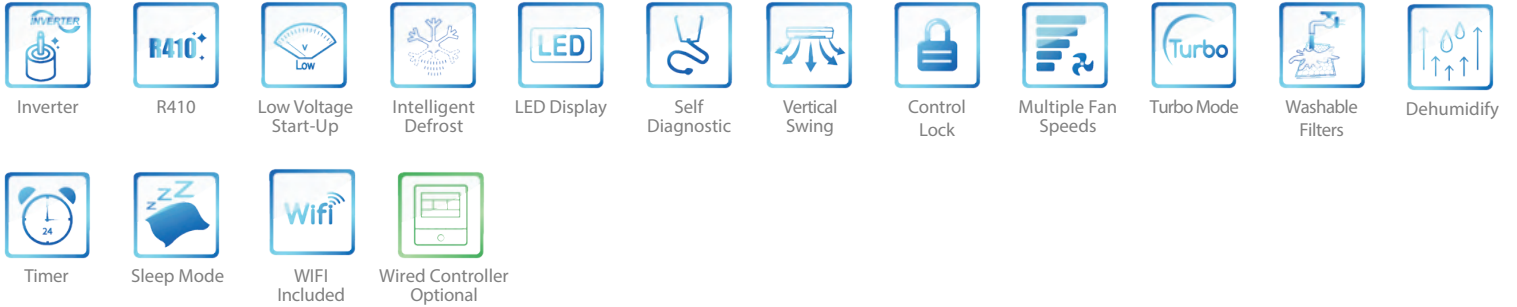 INVERTER
R410
V
Low
LED
Turbo
Inverter
R410
Low Voltage
Start-Up
Intelligent
Defrost
LED Display
Self
Diagnostic
Vertical
Swing
Control
Lock
Multiple Fan
Speeds
Turbo Mode
Washable
Filters
Dehumidify
24
zzZ
Wifi
Timer
Sleep Mode
WIFI
Included
Wired Controller
Optional